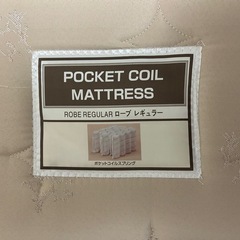 POCKET COIL
MATTRESS
ROBE REGULAR ローブ レギュラー
ポケットコイルスプリング